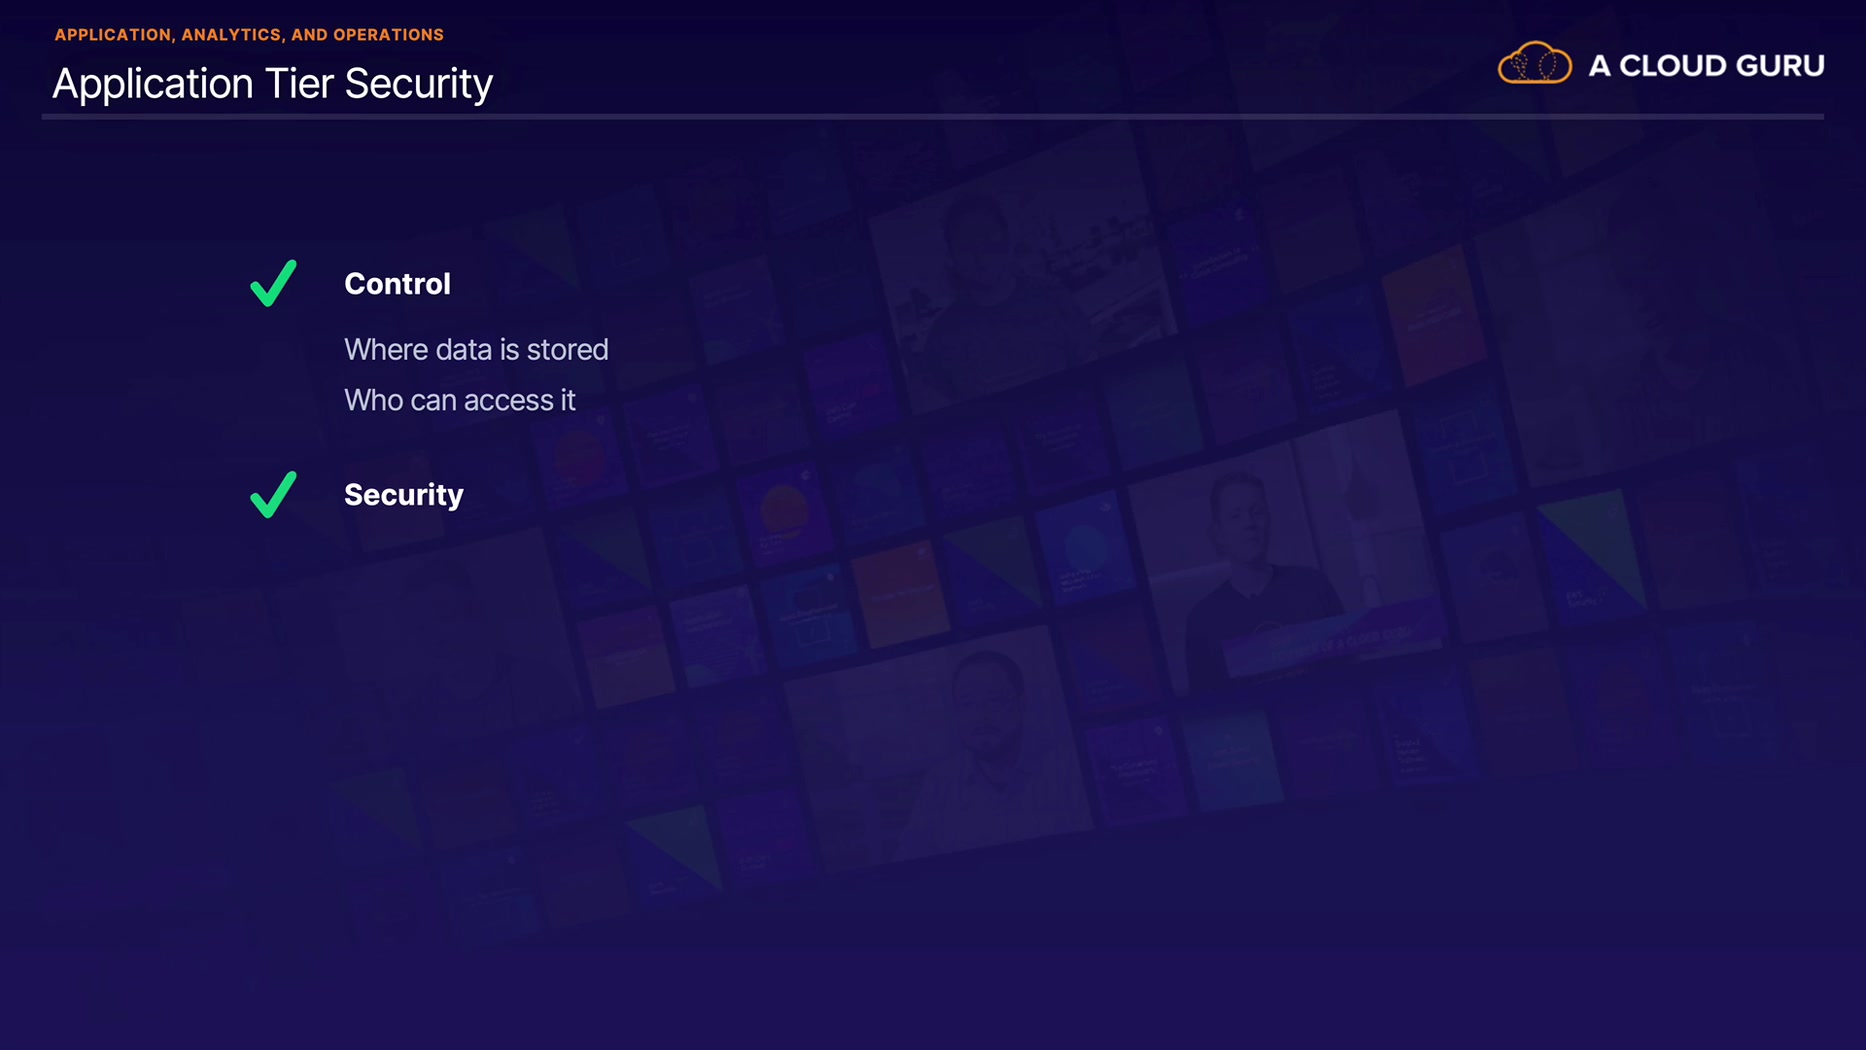 APPLICATION, ANALYTICS, AND OPERATIONS
Application Tier Security
A CLOUD GURU
Control
Where data is stored
Who can access it
Security